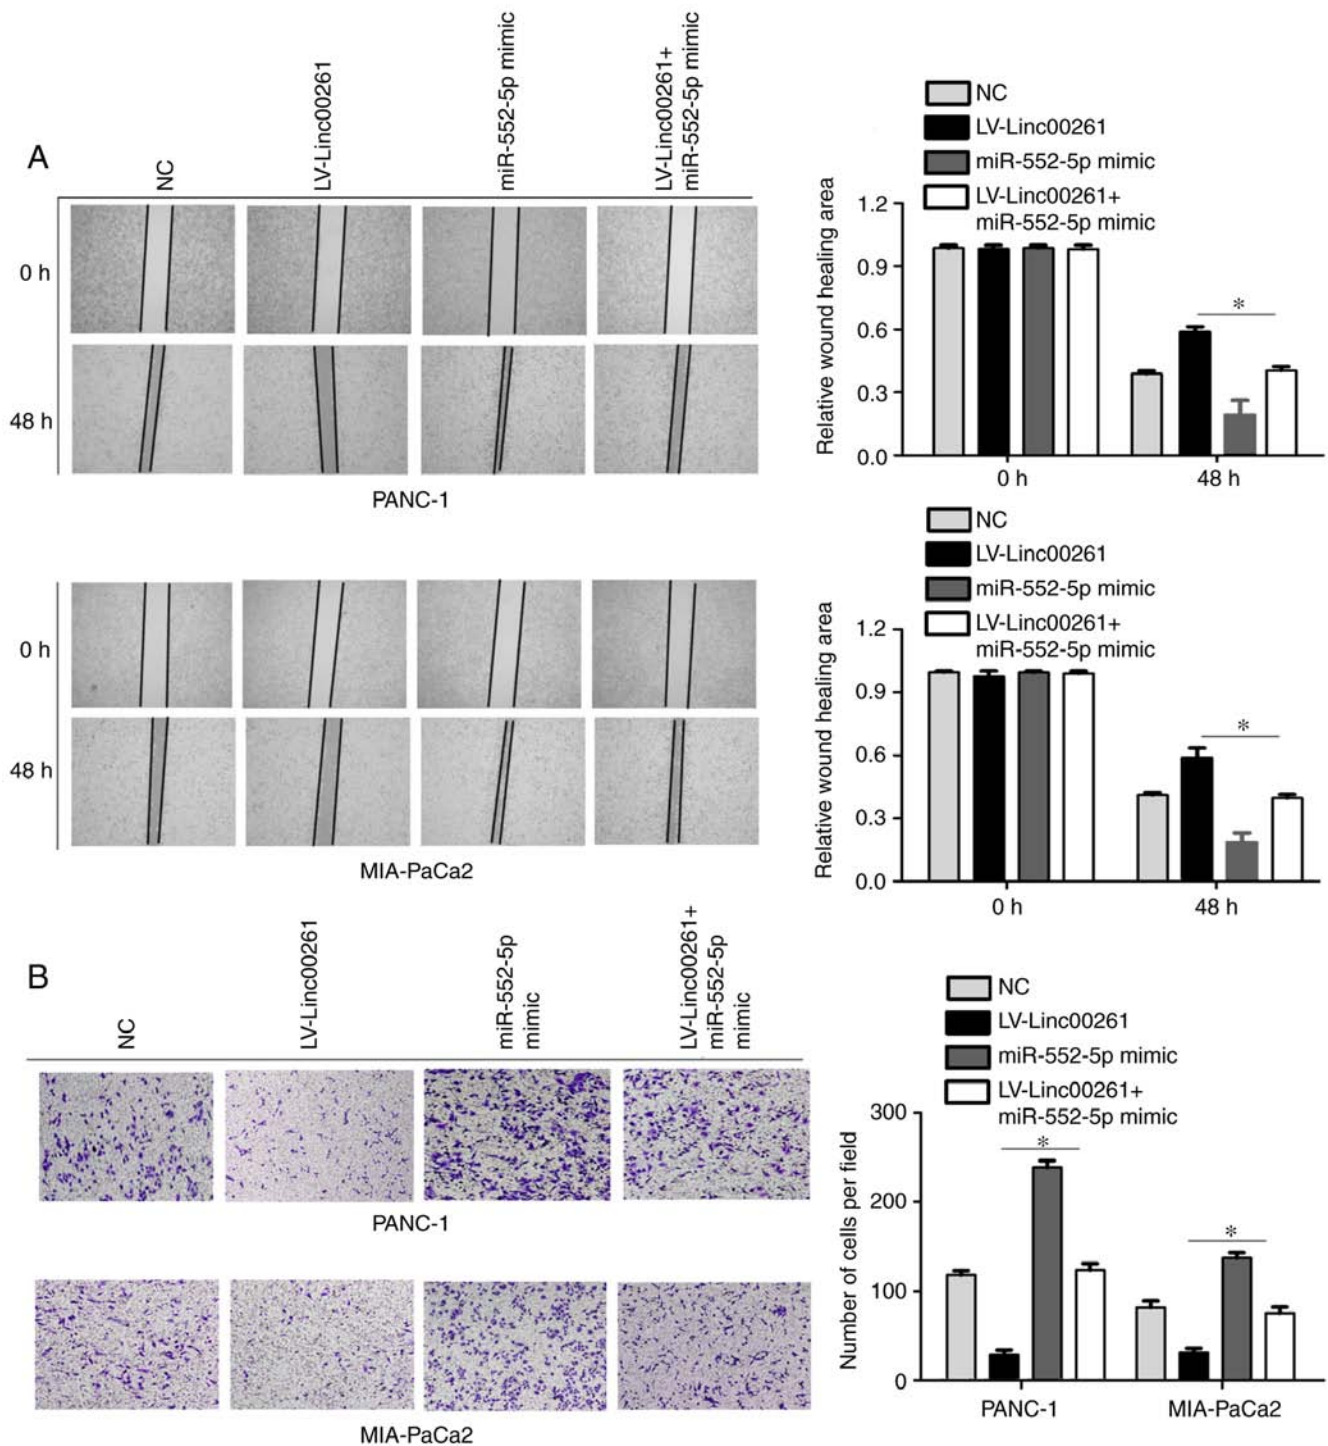 A
NC
LV-Linc00261
miR-552-5p mimic
LV-Linc00261+
miR-552-5p mimic
0 h
48 h
PANC-1
NC
LV-Linc00261
miR-552-5p mimic
LV-Linc00261+
miR-552-5p mimic
Relative wound healing area
1.2
0.9
0.6
0.3
0.0
*
0 h
48 h
0 h
48 h
MIA-PaCa2
NC
LV-Linc00261
miR-552-5p mimic
LV-Linc00261+
miR-552-5p mimic
Relative wound healing area
1.2
0.9
0.6
0.3
0.0
*
0 h
48 h
B
NC
LV-Linc00261
miR-552-5p
mimic
LV-Linc00261+
miR-552-5p
mimic
PANC-1
MIA-PaCa2
NC
LV-Linc00261
miR-552-5p mimic
LV-Linc00261+
miR-552-5p mimic
Number of cells per field
300
200
100
0
*
*
PANC-1
MIA-PaCa2